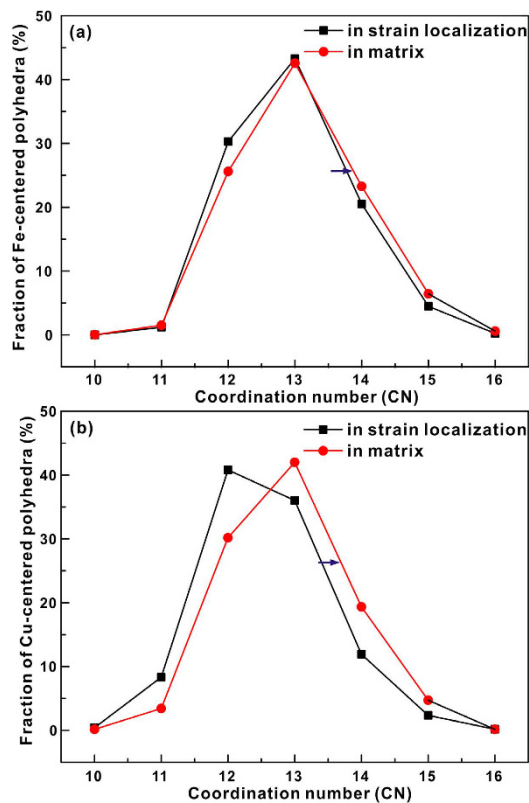 (a)
in strain localization
in matrix
Fraction of Fe-centered polyhedra (%)
50
40
30
20
10
0
10 11 12 13 14 15 16
Coordination number (CN)
(b)
in strain localization
in matrix
Fraction of Cu-centered polyhedra (%)
50
40
30
20
10
0
10 11 12 13 14 15 16
Coordination number (CN)